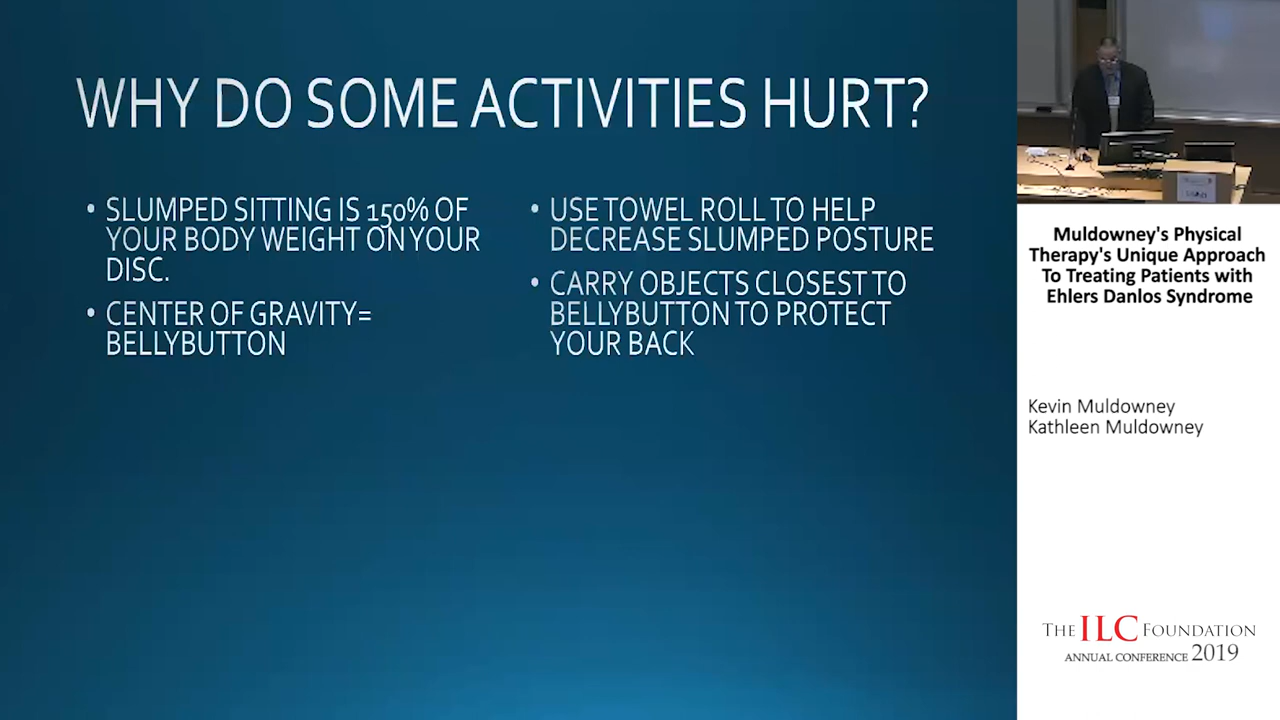 WHY DO SOME ACTIVITIES HURT?
• SLUMPED SITTING IS 150% OF
YOUR BODY WEIGHT ON YOUR
DISC.
• CENTER OF GRAVITY=
BELLYBUTTON
• USE TOWEL ROLL TO HELP
DECREASE SLUMPED POSTURE
• CARRY OBJECTS CLOSEST TO
BELLYBUTTON TO PROTECT
YOUR BACK
Muldowney's Physical
Therapy's Unique Approach
To Treating Patients with
Ehlers Danlos Syndrome
Kevin Muldowney
Kathleen Muldowney
THE ILC FOUNDATION
ANNUAL CONFERENCE 2019